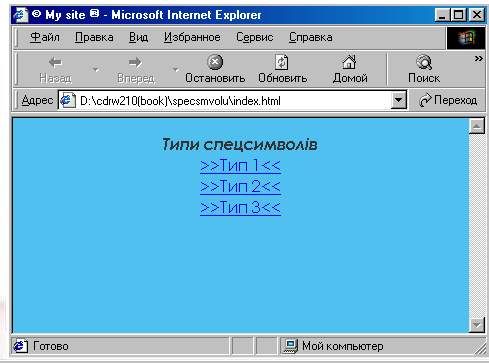 © My site ® - Microsoft Internet Explorer
Файл Правка Вид Избранное Сервис Справка
Назад Вперед Остановить Обновить Домой Поиск »
Адрес D:\cdrw210(book)\specsmvolu\index.html Переход
Типи спецсимволів
>>Тип 1<<
>>Тип 2<<
>>Тип 3<<
Готово Мой компьютер